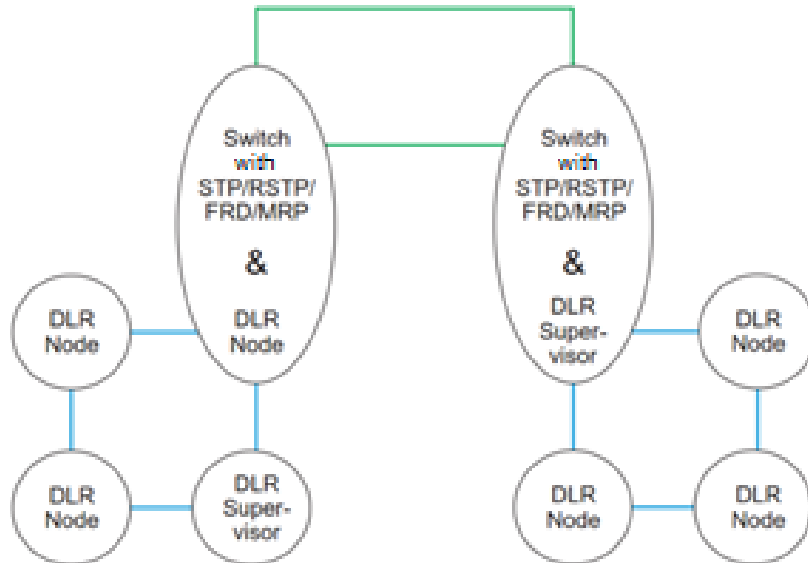 Switch
with
STP/RSTP/
FRD/MRP
&
DLR
Node
Switch
with
STP/RSTP/
FRD/MRP
&
DLR
Super-
visor
DLR
Node
DLR
Node
DLR
Node
DLR
Super-
visor
DLR
Node
DLR
Node